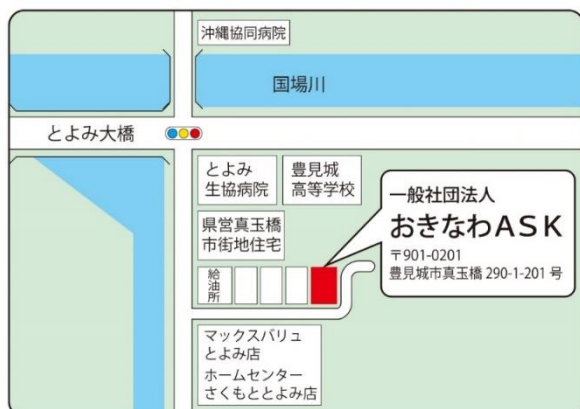 沖縄協同病院
国場川
とよみ大橋
とよみ
生協病院
豊見城
高等学校
県営真玉橋
市街地住宅
給油所
一般社団法人
おきなわASK
〒901-0201
豊見城市真玉橋 290-1-201 号
マックスバリュ
とよみ店
ホームセンター
さくもととよみ店